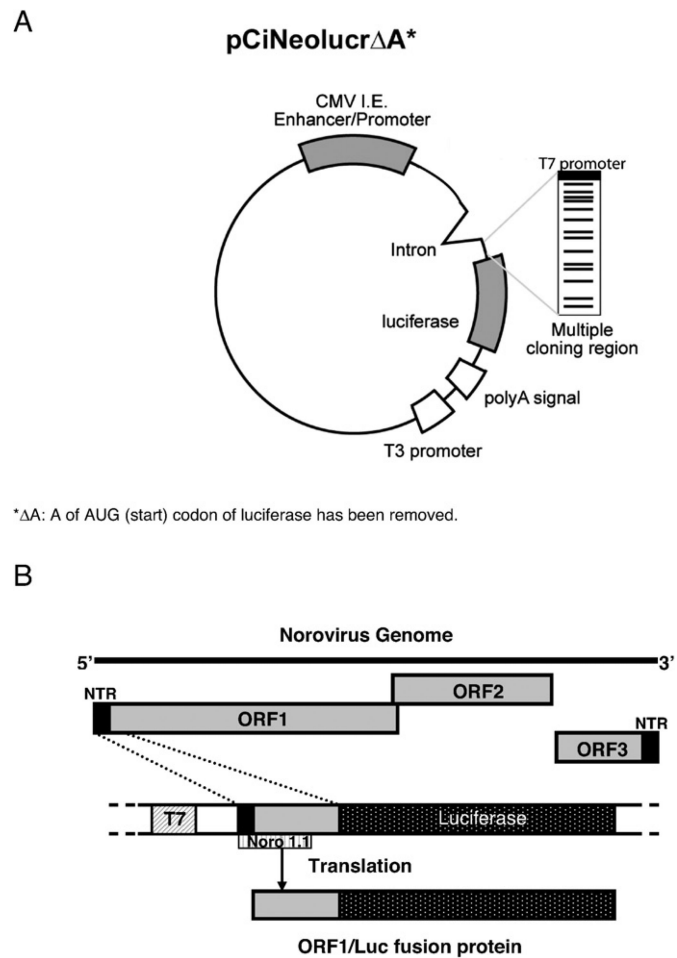 A
pCiNeolucrΔA*
CMV I.E.
Enhancer/Promoter
T7 promoter
Intron
luciferase
Multiple
cloning region
polyA signal
T3 promoter
*ΔA: A of AUG (start) codon of luciferase has been removed.
B
Norovirus Genome
5’
3’
NTR
ORF1
ORF2
NTR
ORF3
T7
Luciferase
Noro 1.1
Translation
ORF1/Luc fusion protein